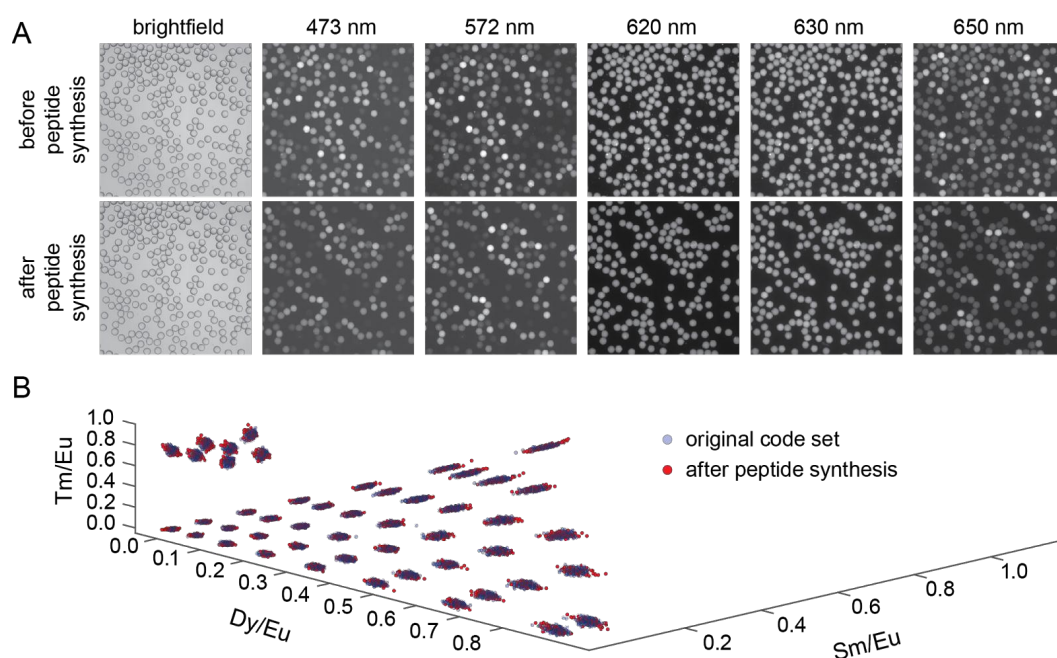 A
brightfield
473 nm
572 nm
620 nm
630 nm
650 nm
before
peptide
synthesis
after
peptide
synthesis
B
original code set
after peptide synthesis
Tm/Eu
1.0
0.8
0.6
0.4
0.2
0.0
0.0
0.1
0.2
0.3
0.4
0.5
0.6
0.7
0.8
Dy/Eu
0.2
0.4
0.6
0.8
1.0
Sm/Eu